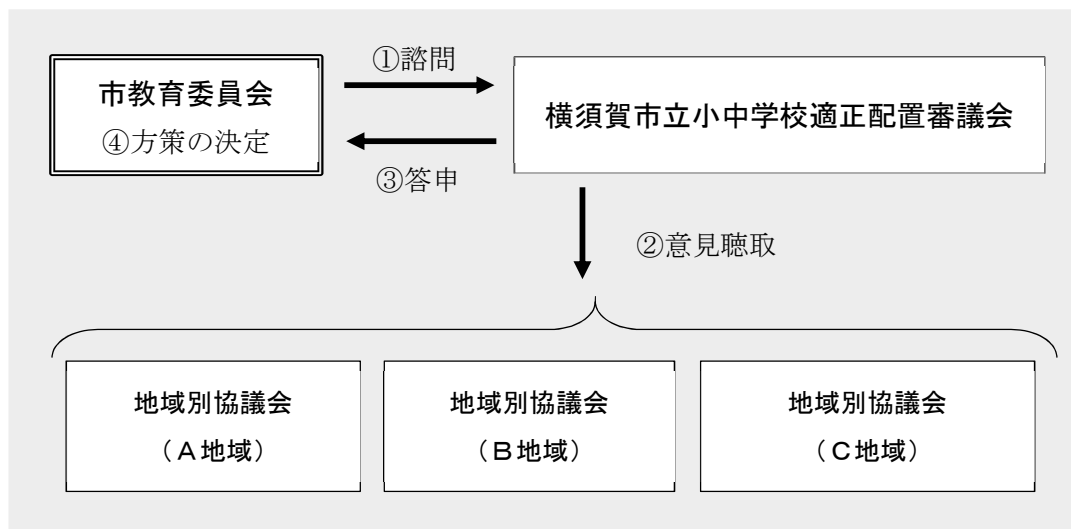 ①諮問
市教育委員会
④方策の決定
横須賀市立小中学校適正配置審議会
③答申
②意見聴取
地域別協議会
（Ａ地域）
地域別協議会
（Ｂ地域）
地域別協議会
（Ｃ地域）